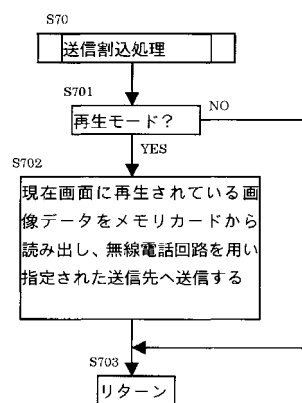 S70
送信割込処理
S701
再生モード?
NO
YES
S702
現在画面に再生されている画
像データをメモリカードから
読み出し、無線電話回路を用い
指定された送信先へ送信する
S703
リターン